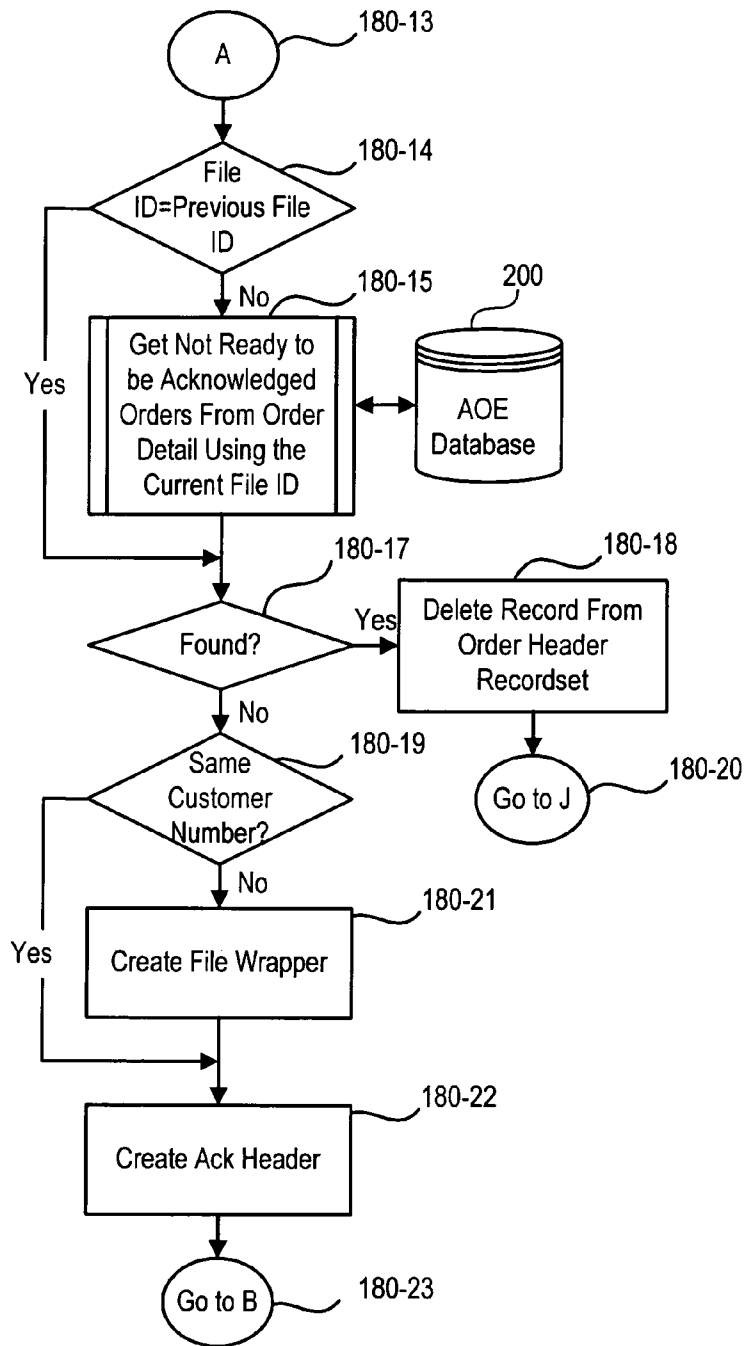 180-13
A
180-14
File
ID=Previous File
ID
180-15
No
200
Get Not Ready to
be Acknowledged
Orders From Order
Detail Using the
Current File ID
Yes
AOE
Database
180-17
180-18
Found?
Yes
Delete Record From
Order Header
Recordset
No
180-19
Same
Customer
Number?
Go to J
180-20
No
180-21
Yes
Create File Wrapper
180-22
Create Ack Header
Go to B
180-23